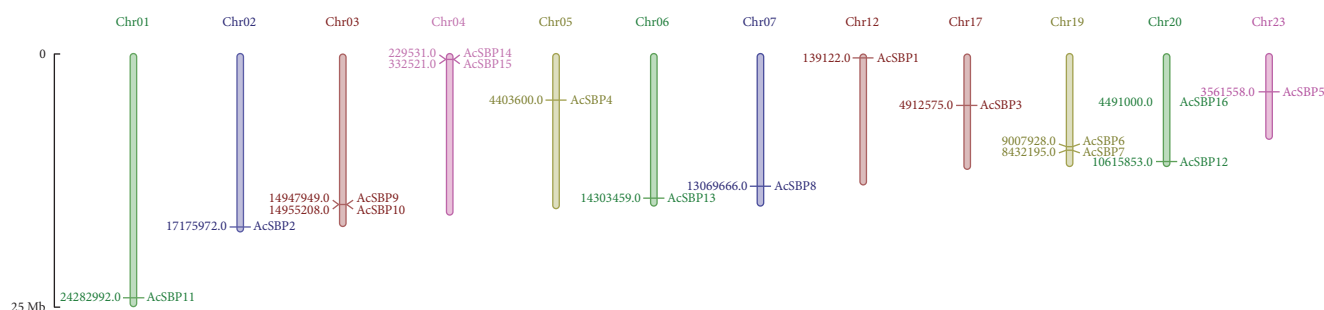 Chr01 Chr02 Chr03 Chr04 Chr05 Chr06 Chr07 Chr12 Chr17 Chr19 Chr20 Chr23
0
229531.0 AcSBP14
332521.0 AcSBP15
139122.0 AcSBP1
3561558.0 AcSBP5
4403600.0 AcSBP4
4912575.0 AcSBP3
4491000.0 AcSBP16
9007928.0 AcSBP6
8432195.0 AcSBP7
10615853.0 AcSBP12
13069666.0 AcSBP8
14947949.0 AcSBP9
14955208.0 AcSBP10
14303459.0 AcSBP13
17175972.0 AcSBP2
24282992.0 AcSBP11
25 Mb